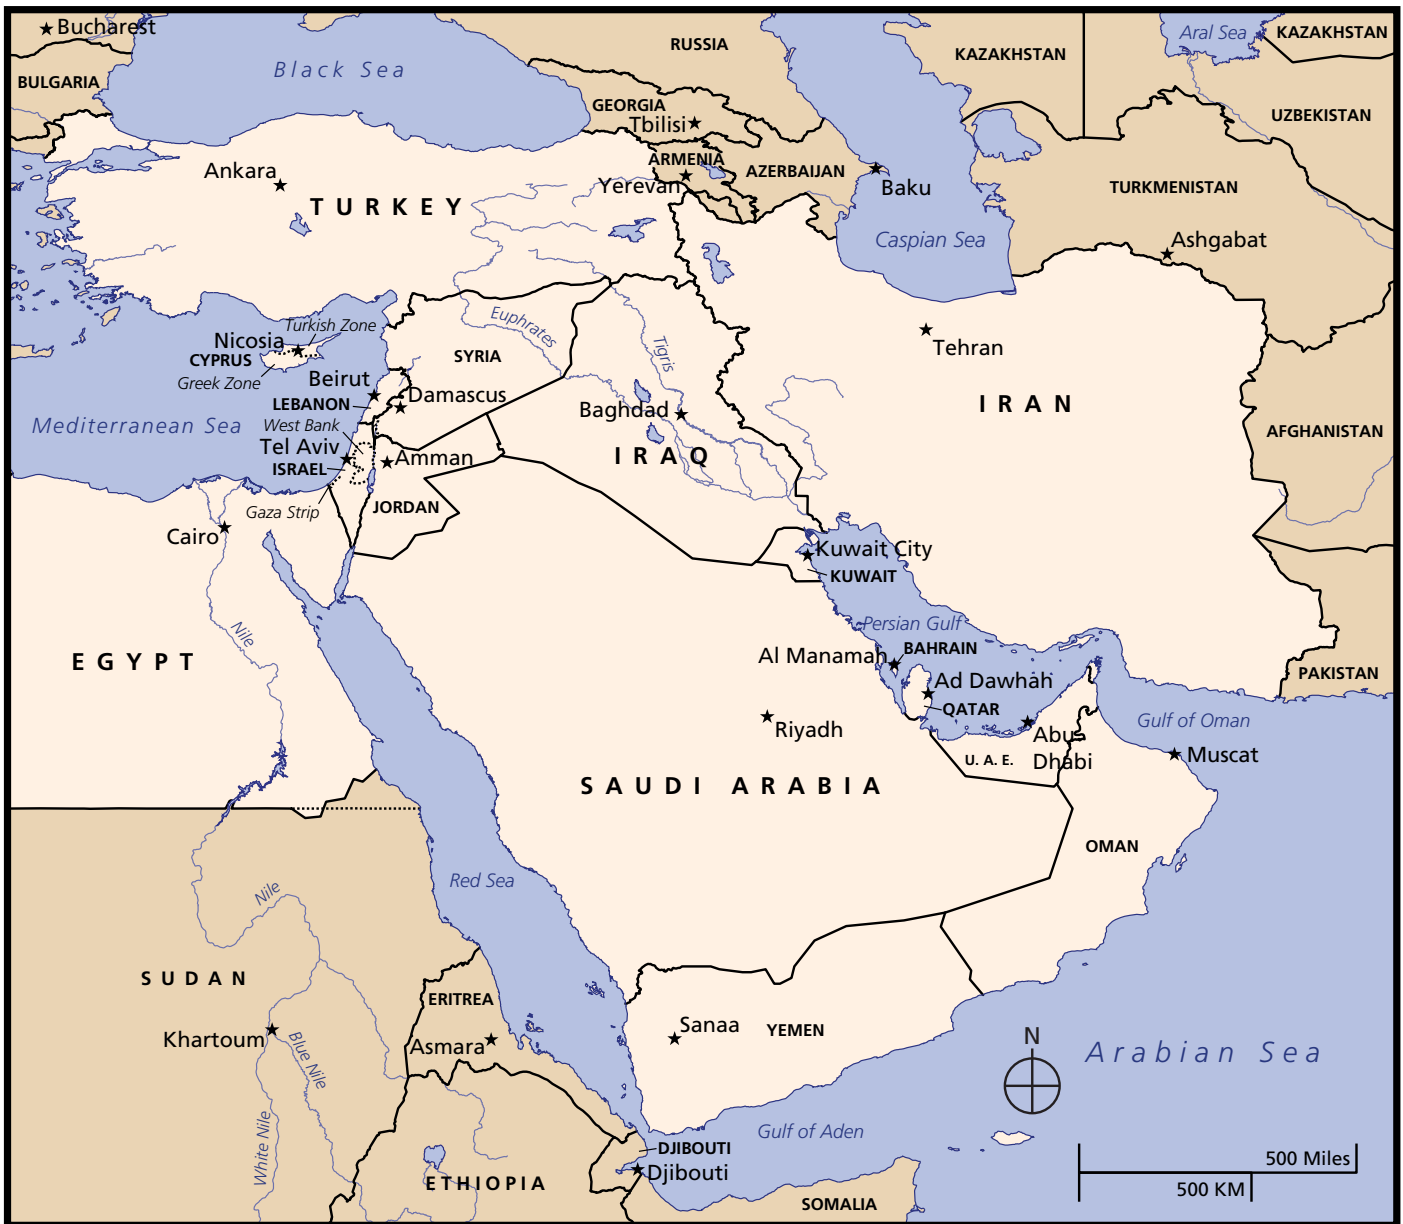 Bucharest
BULGARIA
Black Sea
RUSSIA
KAZAKHSTAN
Aral Sea
KAZAKHSTAN
GEORGIA
Tbilisi
UZBEKISTAN
ARMENIA
Yerevan
AZERBAIJAN
Baku
TURKMENISTAN
Ankara
TURKEY
Caspian Sea
Ashgabat
Nicosia
Turkish Zone
CYPRUS
Greek Zone
Euphrates
SYRIA
Tigris
Tehran
Beirut
LEBANON
Damascus
IRAN
Mediterranean Sea
West Bank
Tel Aviv
ISRAEL
Amman
Baghdad
IRAQ
AFGHANISTAN
Gaza Strip
JORDAN
Cairo
Kuwait City
KUWAIT
Nile
Persian Gulf
EGYPT
Al Manamah
BAHRAIN
Ad Dawhah
QATAR
PAKISTAN
Riyadh
Abu
Dhabi
U. A. E.
Gulf of Oman
Muscat
SAUDI ARABIA
OMAN
Red Sea
Nile
SUDAN
ERITREA
Khartoum
Blue Nile
Asmara
Sanaa
YEMEN
N
Arabian Sea
White Nile
Gulf of Aden
DJIBOUTI
Djibouti
ETHIOPIA
SOMALIA
500 Miles
500 KM